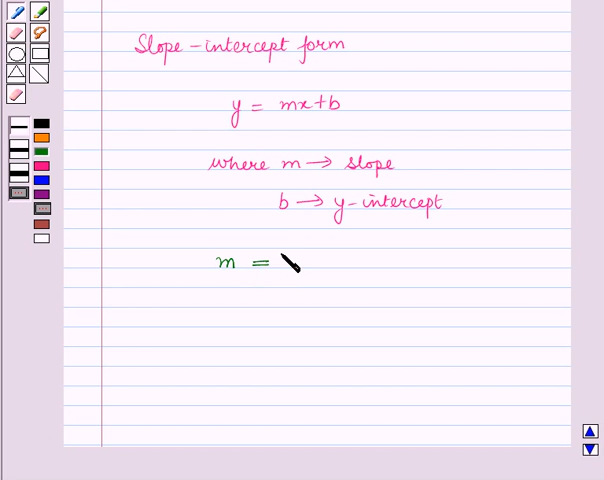 Slope-intercept form
y = mx+b
where m → slope
b → y-intercept
m =